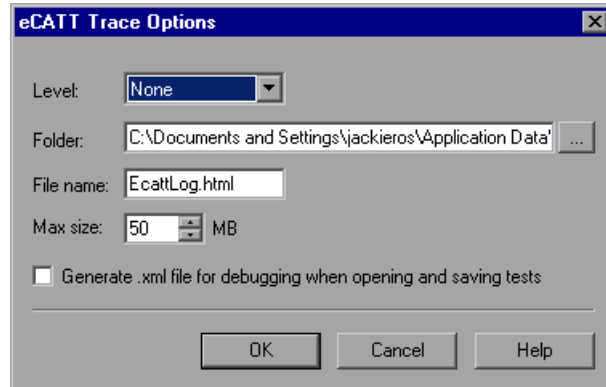 eCATT Trace Options
Level: None
Folder: C:\Documents and Settings\jackieros\Application Data' ...
File name: EcattLog.html
Max size: 50 MB
Generate .xml file for debugging when opening and saving tests
OK Cancel Help